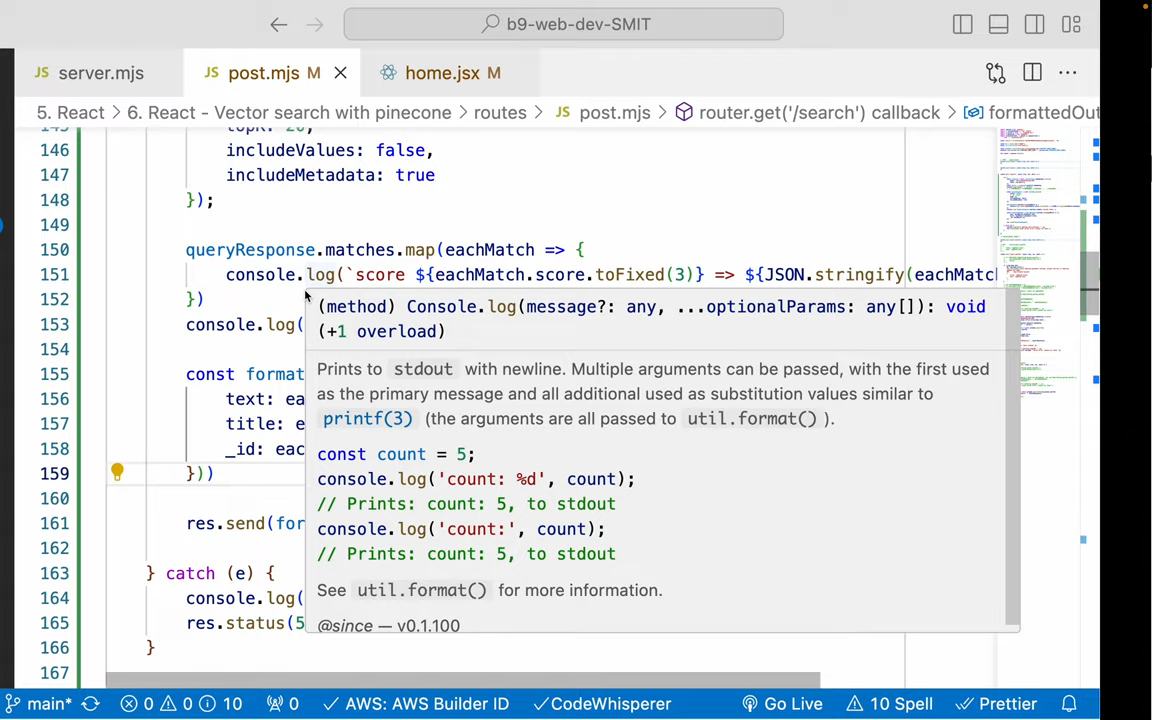 b9-web-dev-SMIT
JS server.mjs JS post.mjs M home.jsx M
5. React > 6. React - Vector search with pinecone > routes > JS post.mjs > router.get('/search') callback > formattedOut
145 topK: 20,
146 includeValues: false,
147 includeMetadata: true
148 });
149
150 queryResponse.matches.map(eachMatch => {
151 console.log(`score ${eachMatch.score.toFixed(3)} => ${JSON.stringify(eachMatc
152 })
153 console.log(
154
155 const format
156 text: ea
157 title: e
158 _id: eac
159 }))
160
161 res.send(for
162
163 } catch (e) {
164 console.log(
165 res.status(5
166 }
167
(method) Console.log(message?: any, ...optionalParams: any[]): void
(+1 overload)
Prints to stdout with newline. Multiple arguments can be passed, with the first used
as the primary message and all additional used as substitution values similar to
printf(3) (the arguments are all passed to util.format() ).
const count = 5;
console.log('count: %d', count);
// Prints: count: 5, to stdout
console.log('count:', count);
// Prints: count: 5, to stdout
See util.format() for more information.
@since — v0.1.100
main* 0 0 10 0 AWS: AWS Builder ID CodeWhisperer Go Live 10 Spell Prettier